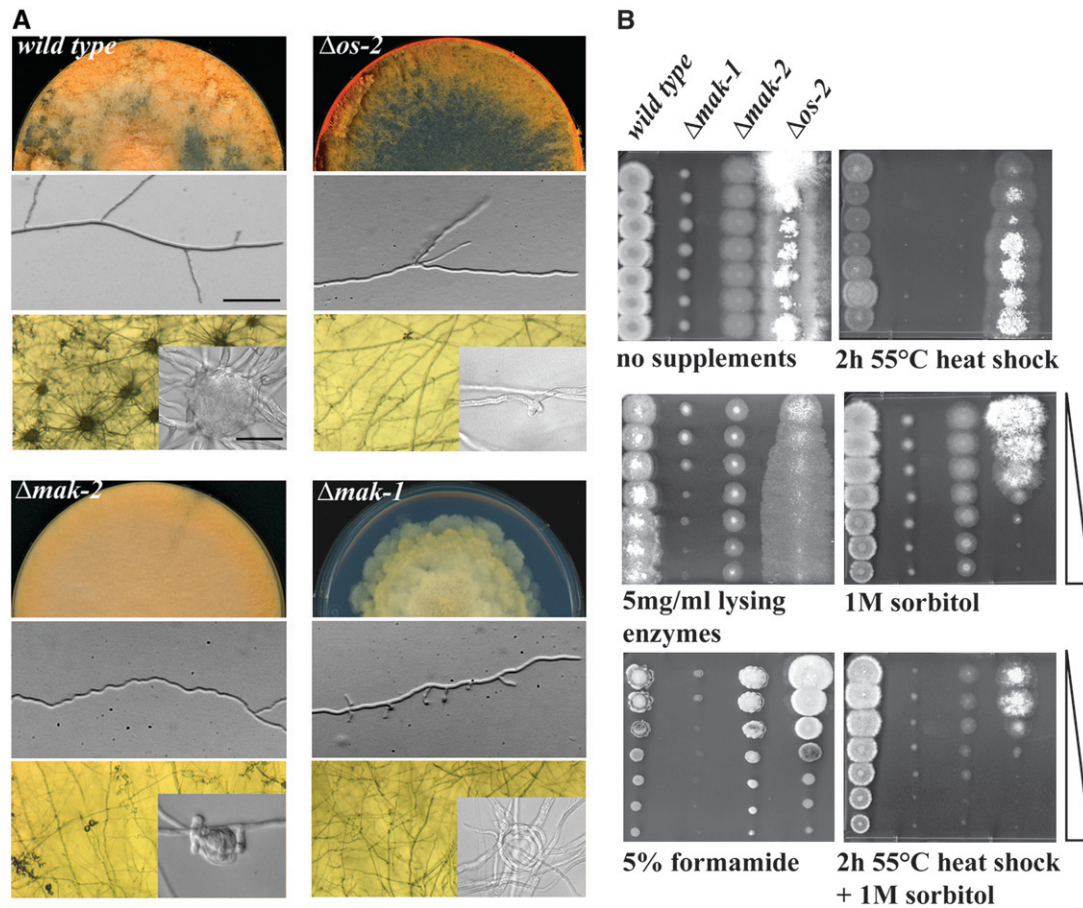 A
B
wild type
Δos-2
wild type
Δmak-1
Δmak-2
Δos-2
no supplements
2h 55°C heat shock
Δmak-2
Δmak-1
5mg/ml lysing
enzymes
1M sorbitol
5% formamide
2h 55°C heat shock
+ 1M sorbitol